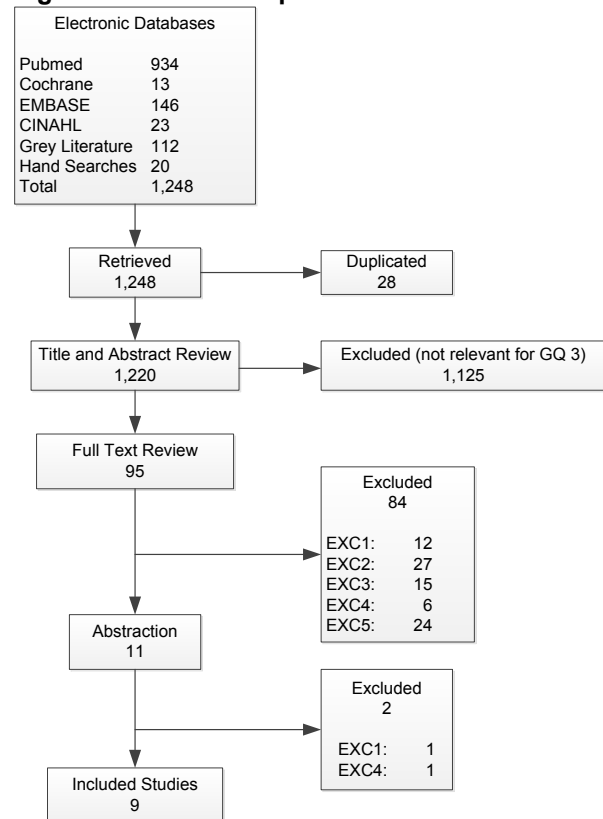 Electronic Databases
Pubmed 934
Cochrane 13
EMBASE 146
CINAHL 23
Grey Literature 112
Hand Searches 20
Total 1,248
Retrieved
1,248
Duplicated
28
Title and Abstract Review
1,220
Excluded (not relevant for GQ 3)
1,125
Full Text Review
95
Excluded
84
EXC1: 12
EXC2: 27
EXC3: 15
EXC4: 6
EXC5: 24
Abstraction
11
Excluded
2
EXC1: 1
EXC4: 1
Included Studies
9